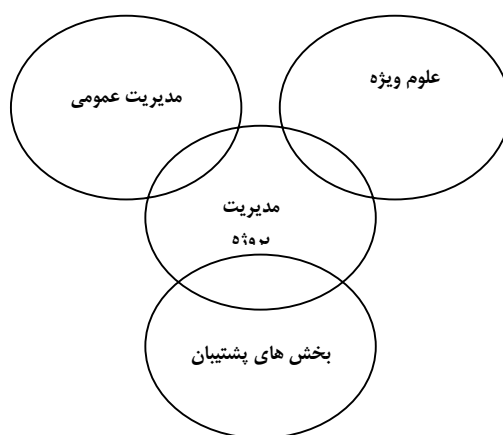 علوم ویژه
مدیریت عمومی
مدیریت
پروژه
بخش های پشتیبان